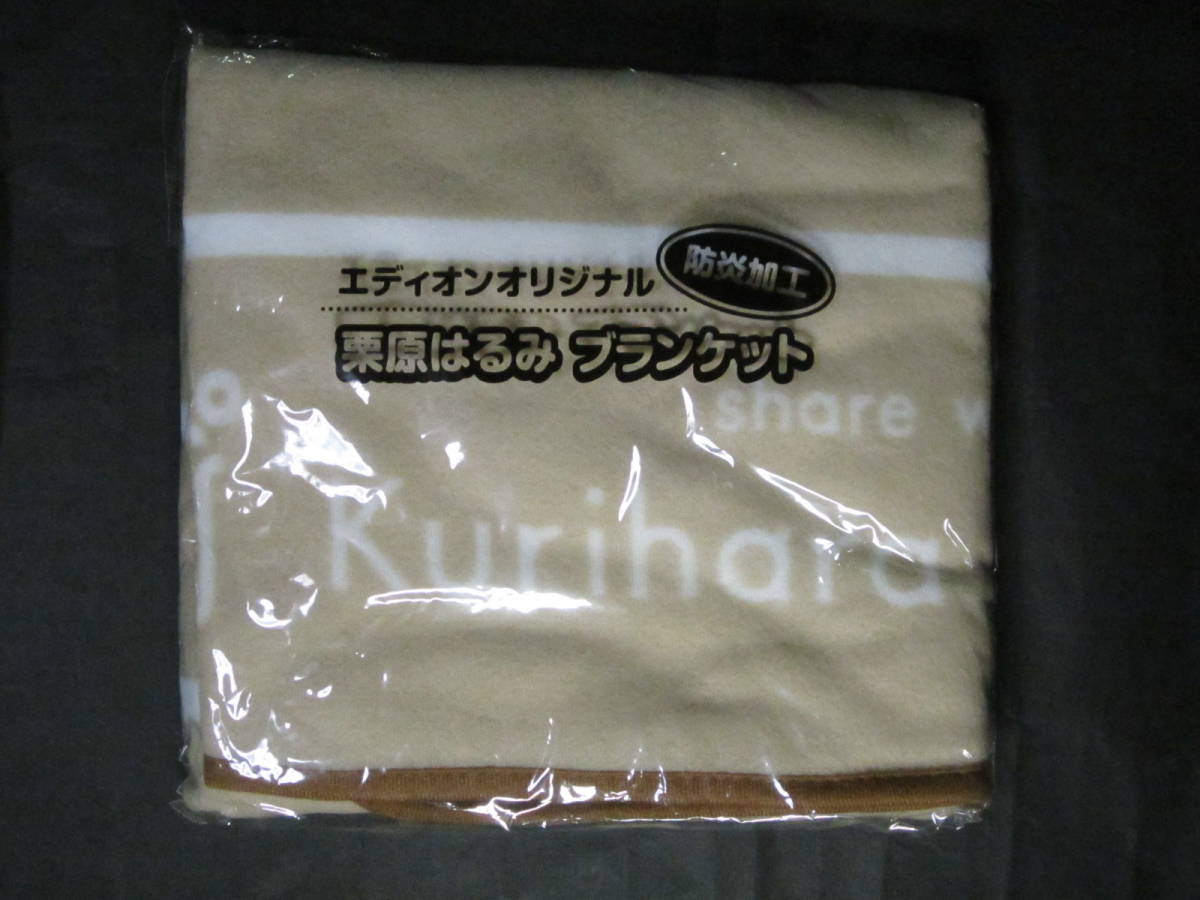 防炎加工
エディオンオリジナル
栗原はるみ ブランケット
share
Kurihara